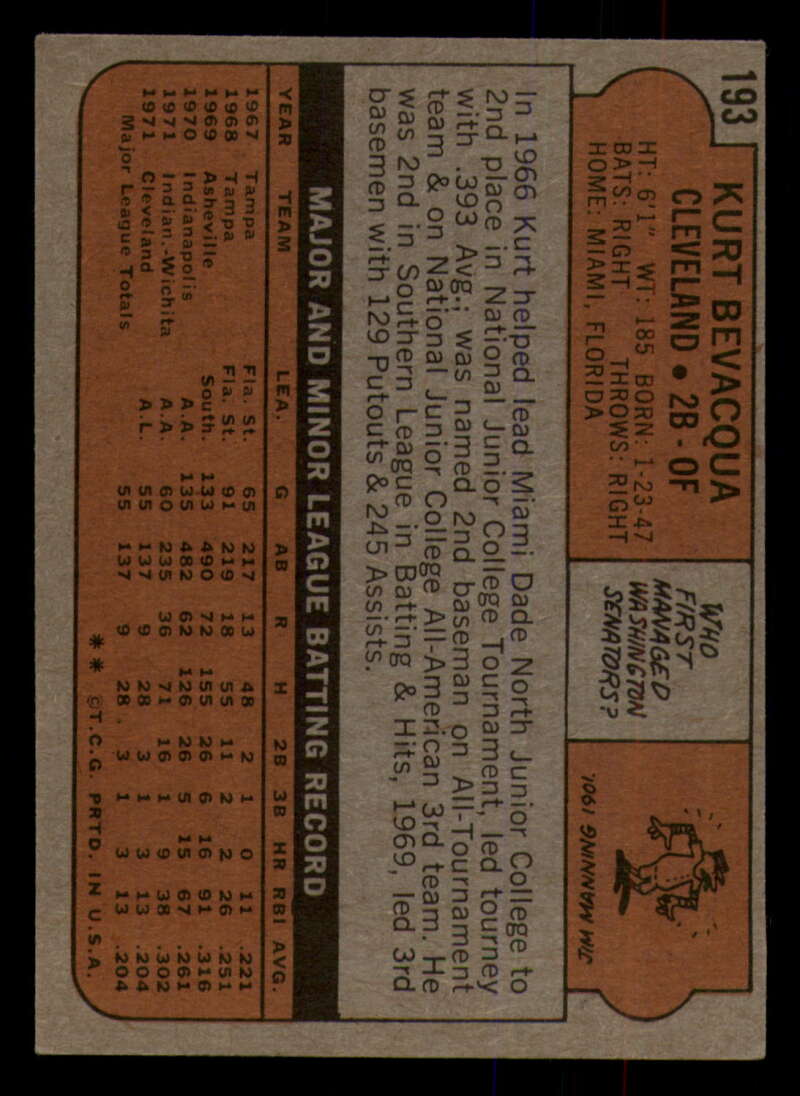 193
KURT BEVACQUA
CLEVELAND • 2B-OF
HT: 6'1" WT: 185 BORN: 1-23-47
BATS: RIGHT THROWS: RIGHT
HOME: MIAMI, FLORIDA
WHO
FIRST
MANAGED
WASHINGTON
SENATORS?
JIM MANNING 1901.
In 1966 Kurt helped lead Miami Dade North Junior College to
2nd place in National Junior College Tournament, led tourney
with .393 Avg.; was named 2nd baseman on All-Tournament
team & on National Junior College All-American 3rd team. He
was 2nd in Southern League in Batting & Hits, 1969, led 3rd
basemen with 129 Putouts & 245 Assists.
MAJOR AND MINOR LEAGUE BATTING RECORD
YEAR TEAM LEA. G AB R H 2B 3B HR RBI AVG.
1967 Tampa Fla. St. 65 217 13 48 2 1 0 11 .221
1968 Tampa Fla. St. 91 219 18 55 11 2 2 26 .251
1969 Asheville South. 133 490 72 155 26 6 16 91 .316
1970 Indianapolis A.A. 135 482 62 126 26 5 15 67 .261
1971 Indian.-Wichita A.A. 60 235 36 71 16 1 9 38 .302
1971 Cleveland A.L. 55 137 9 28 3 1 3 13 .204
Major League Totals 55 137 9 28 3 1 3 13 .204
** ©T.C.G. PRTD. IN U.S.A.